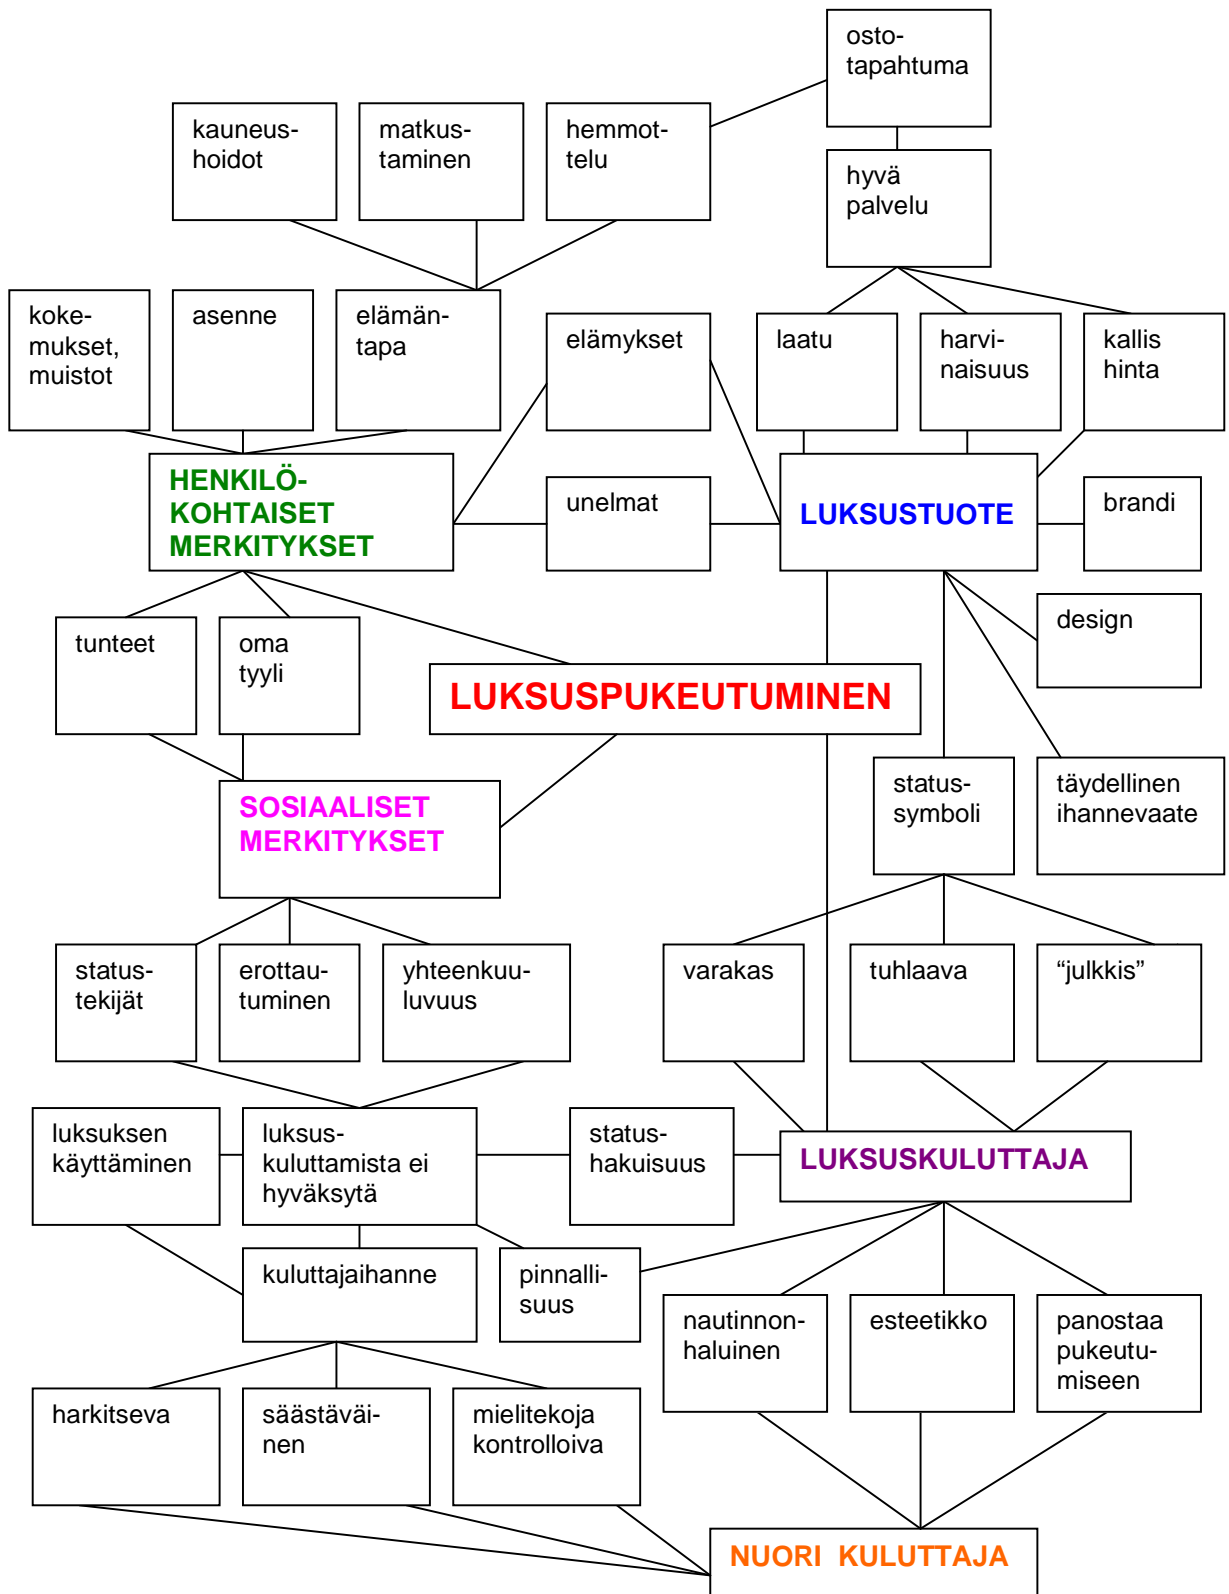 osto-
tapahtuma
kauneus-
hoidot
matkus-
taminen
hemmot-
telu
hyvä
palvelu
koke-
mukset,
muistot
asenne
elämän-
tapa
elämykset
laatu
harvi-
naisuus
kallis
hinta
HENKILÖ-
KOHTAISET
MERKITYKSET
unelmat
LUKSUSTUOTE
brandi
tunteet
oma
tyyli
design
LUKSUSPUKEUTUMINEN
SOSIAALISET
MERKITYKSET
status-
symboli
täydellinen
ihannevaate
status-
tekijät
erottau-
tuminen
yhteenkuu-
luvuus
varakas
tuhlaava
“julkkis”
luksuksen
käyttäminen
luksus-
kuluttamista ei
hyväksytä
status-
hakuisuus
LUKSUSKULUTTAJA
kuluttajaihanne
pinnalli-
suus
nautinnon-
haluinen
esteetikko
panostaa
pukeutu-
miseen
harkitseva
säästäväi-
nen
mielitekoja
kontrolloiva
NUORI KULUTTAJA